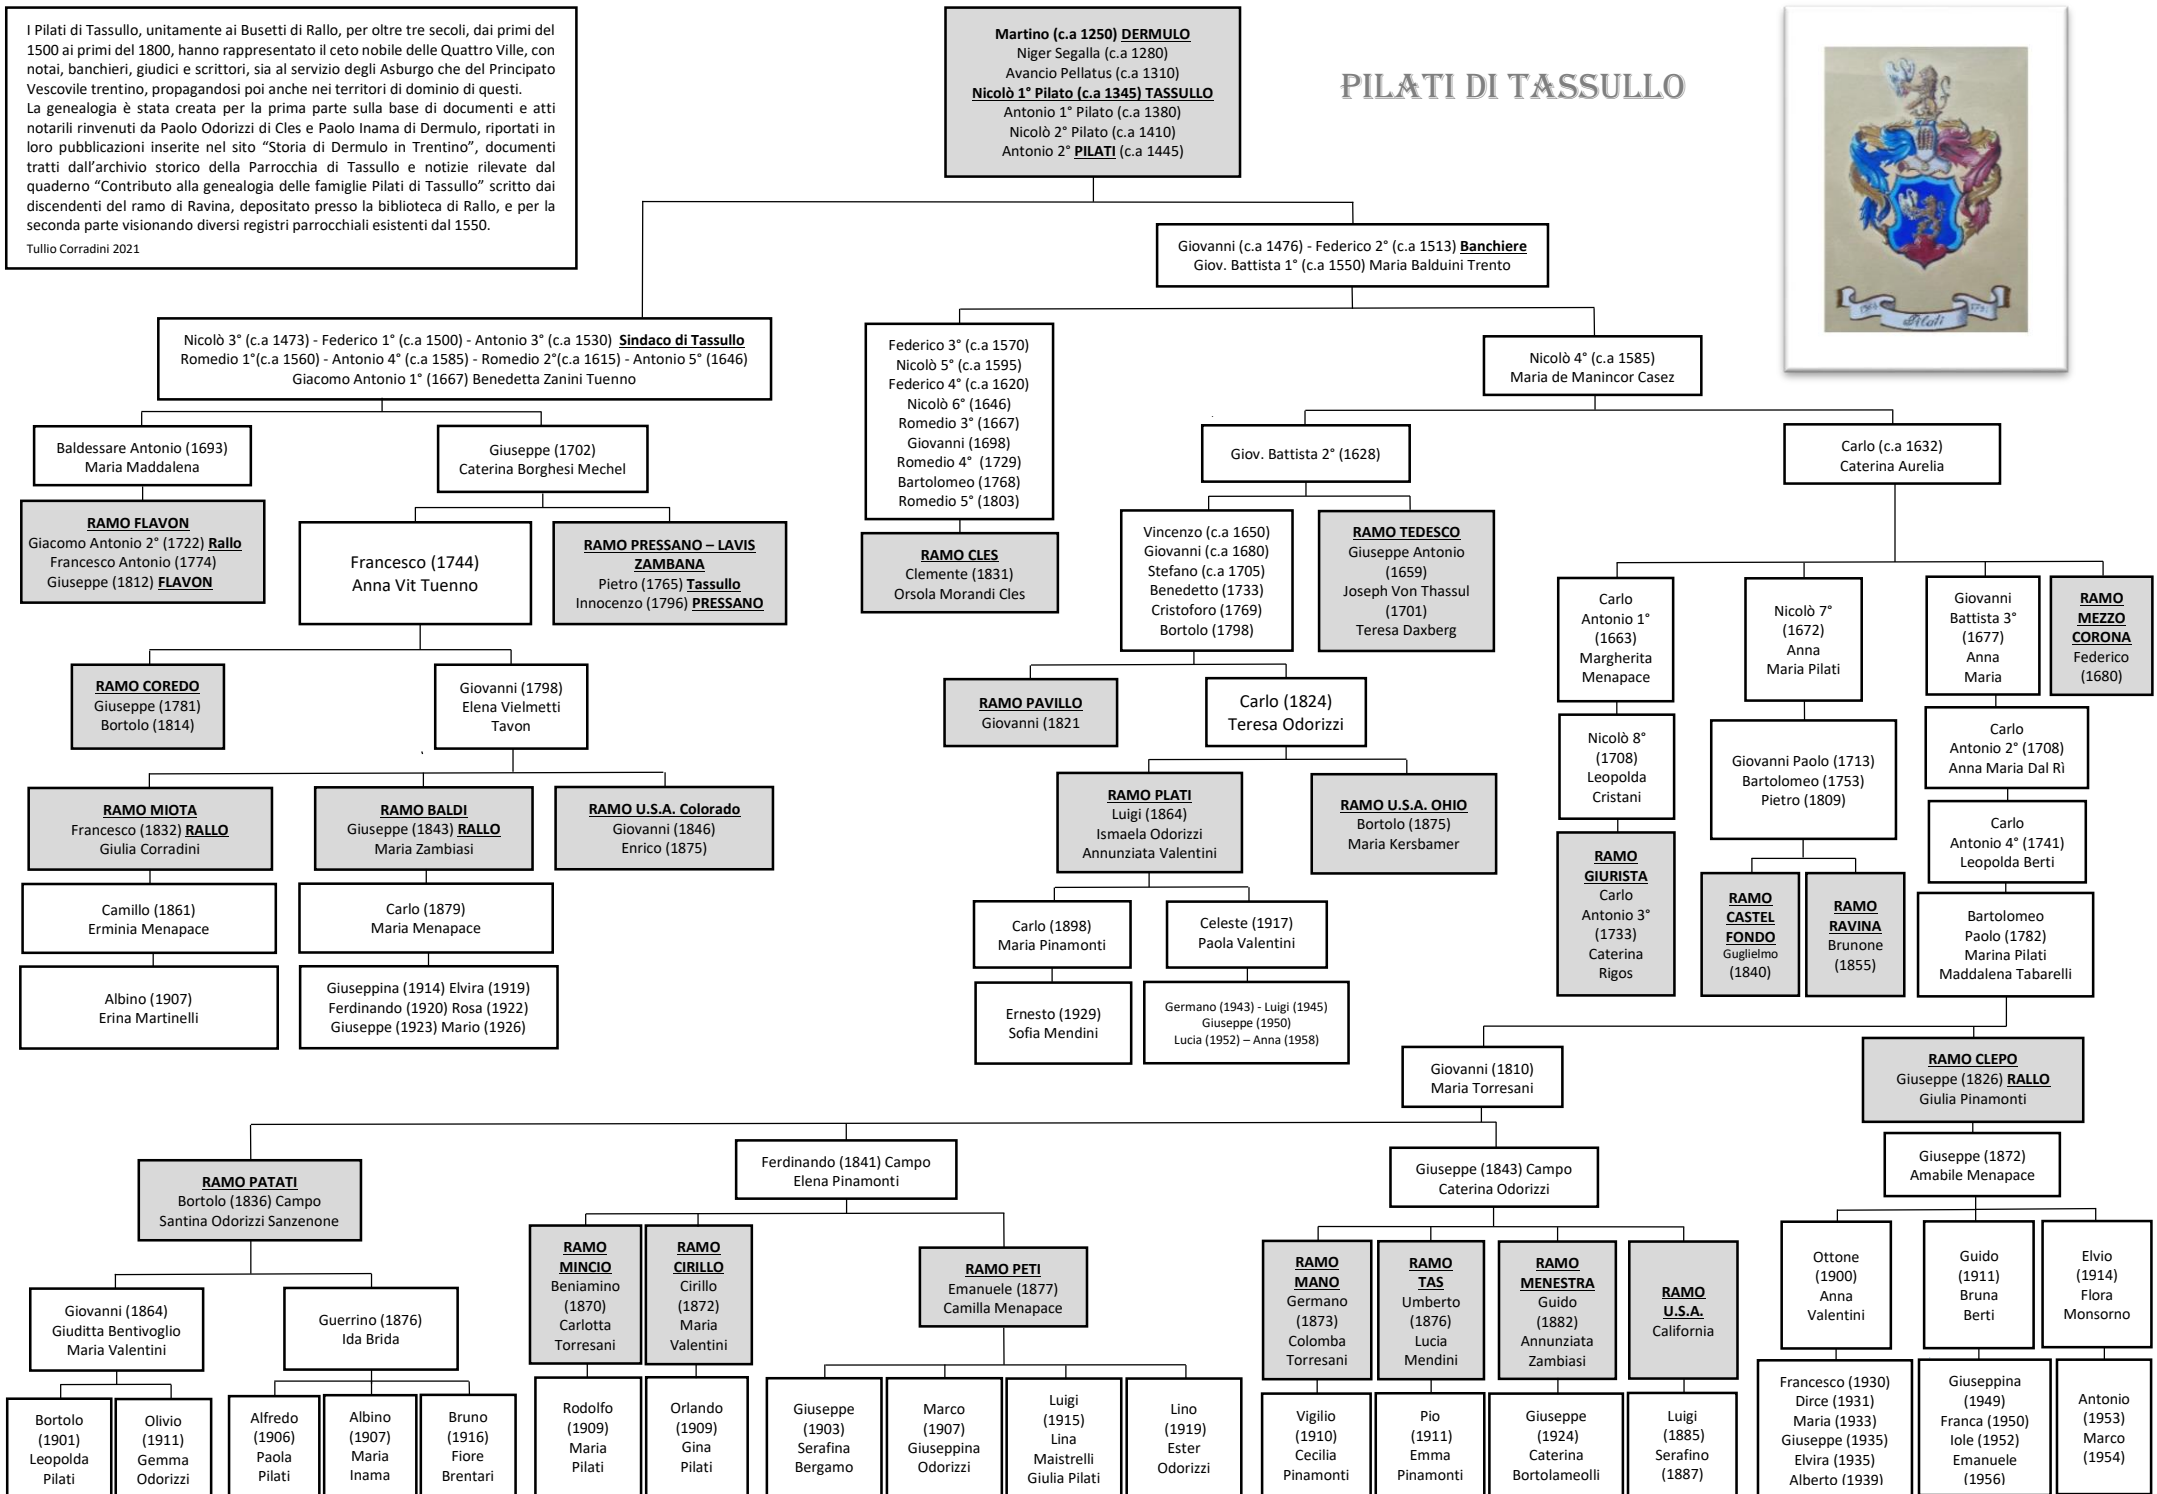 I Pilati di Tassullo, unitamente ai Busetti di Rallo, per oltre tre secoli, dai primi del
1500 ai primi del 1800, hanno rappresentato il ceto nobile delle Quattro Ville, con
notai, banchieri, giudici e scrittori, sia al servizio degli Asburgo che del Principato
Vescovile trentino, propagandosi poi anche nei territori di dominio di questi.
La genealogia è stata creata per la prima parte sulla base di documenti e atti
notarili rinvenuti da Paolo Odorizzi di Cles e Paolo Inama di Dermulo, riportati in
loro pubblicazioni inserite nel sito “Storia di Dermulo in Trentino”, documenti
tratti dall’archivio storico della Parrocchia di Tassullo e notizie rilevate dal
quaderno “Contributo alla genealogia delle famiglie Pilati di Tassullo” scritto dai
discendenti del ramo di Ravina, depositato presso la biblioteca di Rallo, e per la
seconda parte visionando diversi registri parrocchiali esistenti dal 1550.
Tullio Corradini 2021
Martino (c.a 1250) DERMULO
Niger Segalla (c.a 1280)
Avancio Pellatus (c.a 1310)
Nicolò 1° Pilato (c.a 1345) TASSULLO
Antonio 1° Pilato (c.a 1380)
Nicolò 2° Pilato (c.a 1410)
Antonio 2° PILATI (c.a 1445)
PILATI DI TASSULLO
Pilati
Giovanni (c.a 1476) - Federico 2° (c.a 1513) Banchiere
Giov. Battista 1° (c.a 1550) Maria Balduini Trento
Nicolò 3° (c.a 1473) - Federico 1° (c.a 1500) - Antonio 3° (c.a 1530) Sindaco di Tassullo
Romedio 1°(c.a 1560) - Antonio 4° (c.a 1585) - Romedio 2°(c.a 1615) - Antonio 5° (1646)
Giacomo Antonio 1° (1667) Benedetta Zanini Tuenno
Federico 3° (c.a 1570)
Nicolò 5° (c.a 1595)
Federico 4° (c.a 1620)
Nicolò 6° (1646)
Romedio 3° (1667)
Giovanni (1698)
Romedio 4° (1729)
Bartolomeo (1768)
Romedio 5° (1803)
Nicolò 4° (c.a 1585)
Maria de Manincor Casez
Baldessare Antonio (1693)
Maria Maddalena
Giuseppe (1702)
Caterina Borghesi Mechel
Giov. Battista 2° (1628)
Carlo (c.a 1632)
Caterina Aurelia
RAMO FLAVON
Giacomo Antonio 2° (1722) Rallo
Francesco Antonio (1774)
Giuseppe (1812) FLAVON
Francesco (1744)
Anna Vit Tuenno
RAMO PRESSANO – LAVIS
ZAMBANA
Pietro (1765) Tassullo
Innocenzo (1796) PRESSANO
RAMO CLES
Clemente (1831)
Orsola Morandi Cles
Vincenzo (c.a 1650)
Giovanni (c.a 1680)
Stefano (c.a 1705)
Benedetto (1733)
Cristoforo (1769)
Bortolo (1798)
RAMO TEDESCO
Giuseppe Antonio
(1659)
Joseph Von Thassul
(1701)
Teresa Daxberg
Carlo
Antonio 1°
(1663)
Margherita
Menapace
Nicolò 7°
(1672)
Anna
Maria Pilati
Giovanni
Battista 3°
(1677)
Anna
Maria
RAMO
MEZZO
CORONA
Federico
(1680)
RAMO COREDO
Giuseppe (1781)
Bortolo (1814)
Giovanni (1798)
Elena Vielmetti
Tavon
RAMO PAVILLO
Giovanni (1821
Carlo (1824)
Teresa Odorizzi
Nicolò 8°
(1708)
Leopolda
Cristani
Giovanni Paolo (1713)
Bartolomeo (1753)
Pietro (1809)
Carlo
Antonio 2° (1708)
Anna Maria Dal Rì
RAMO MIOTA
Francesco (1832) RALLO
Giulia Corradini
RAMO BALDI
Giuseppe (1843) RALLO
Maria Zambiasi
RAMO U.S.A. Colorado
Giovanni (1846)
Enrico (1875)
RAMO PLATI
Luigi (1864)
Ismaela Odorizzi
Annunziata Valentini
RAMO U.S.A. OHIO
Bortolo (1875)
Maria Kersbamer
Carlo
Antonio 4° (1741)
Leopolda Berti
RAMO
GIURISTA
Carlo
Antonio 3°
(1733)
Caterina
Rigos
RAMO
CASTEL
FONDO
Guglielmo
(1840)
RAMO
RAVINA
Brunone
(1855)
Bartolomeo
Paolo (1782)
Marina Pilati
Maddalena Tabarelli
Camillo (1861)
Erminia Menapace
Carlo (1879)
Maria Menapace
Carlo (1898)
Maria Pinamonti
Celeste (1917)
Paola Valentini
Albino (1907)
Erina Martinelli
Giuseppina (1914) Elvira (1919)
Ferdinando (1920) Rosa (1922)
Giuseppe (1923) Mario (1926)
Ernesto (1929)
Sofia Mendini
Germano (1943) - Luigi (1945)
Giuseppe (1950)
Lucia (1952) – Anna (1958)
Giovanni (1810)
Maria Torresani
RAMO CLEPO
Giuseppe (1826) RALLO
Giulia Pinamonti
RAMO PATATI
Bortolo (1836) Campo
Santina Odorizzi Sanzenone
Ferdinando (1841) Campo
Elena Pinamonti
Giuseppe (1843) Campo
Caterina Odorizzi
Giuseppe (1872)
Amabile Menapace
Giovanni (1864)
Giuditta Bentivoglio
Maria Valentini
Guerrino (1876)
Ida Brida
RAMO
MINCIO
Beniamino
(1870)
Carlotta
Torresani
RAMO
CIRILLO
Cirillo
(1872)
Maria
Valentini
RAMO PETI
Emanuele (1877)
Camilla Menapace
RAMO
MANO
Germano
(1873)
Colomba
Torresani
RAMO
TAS
Umberto
(1876)
Lucia
Mendini
RAMO
MENESTRA
Guido
(1882)
Annunziata
Zambiasi
RAMO
U.S.A.
California
Ottone
(1900)
Anna
Valentini
Guido
(1911)
Bruna
Berti
Elvio
(1914)
Flora
Monsorno
Bortolo
(1901)
Leopolda
Pilati
Olivio
(1911)
Gemma
Odorizzi
Alfredo
(1906)
Paola
Pilati
Albino
(1907)
Maria
Inama
Bruno
(1916)
Fiore
Brentari
Rodolfo
(1909)
Maria
Pilati
Orlando
(1909)
Gina
Pilati
Giuseppe
(1903)
Serafina
Bergamo
Marco
(1907)
Giuseppina
Odorizzi
Luigi
(1915)
Lina
Maistrelli
Giulia Pilati
Lino
(1919)
Ester
Odorizzi
Vigilio
(1910)
Cecilia
Pinamonti
Pio
(1911)
Emma
Pinamonti
Giuseppe
(1924)
Caterina
Bortolameolli
Luigi
(1885)
Serafino
(1887)
Francesco (1930)
Dirce (1931)
Maria (1933)
Giuseppe (1935)
Elvira (1935)
Alberto (1939)
Giuseppina
(1949)
Franca (1950)
Iole (1952)
Emanuele
(1956)
Antonio
(1953)
Marco
(1954)